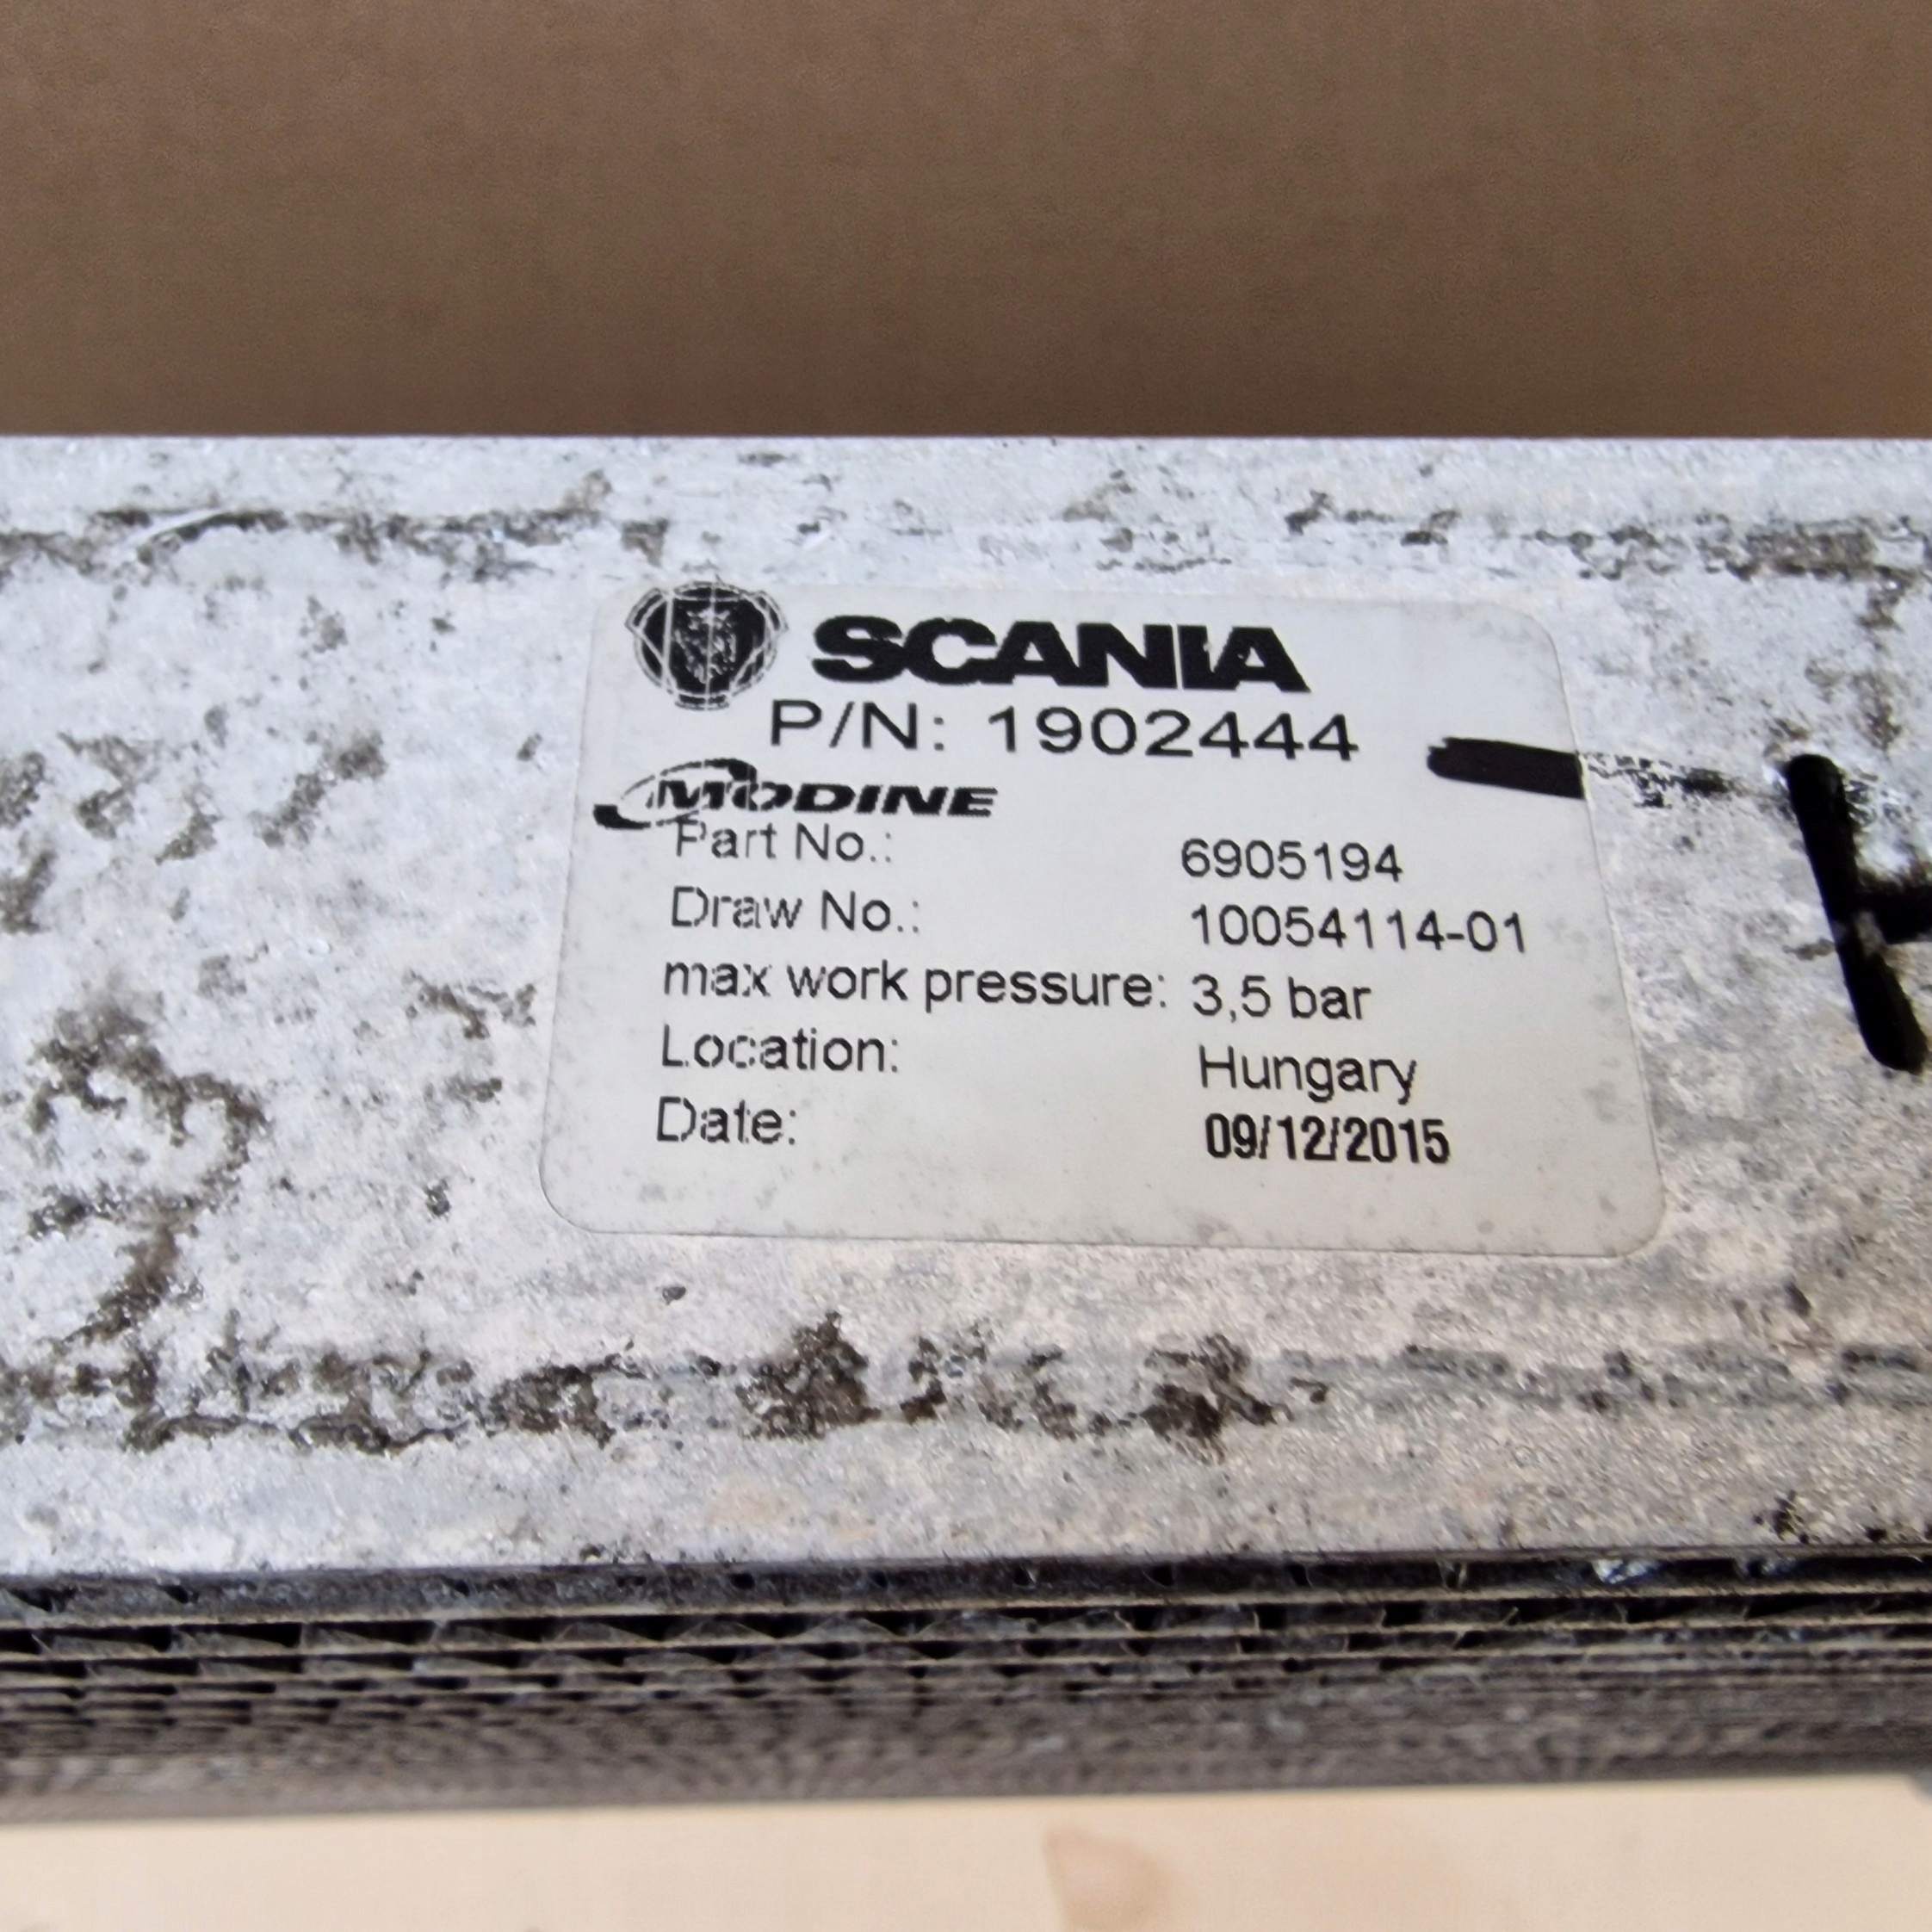 SCANIA
P/N: 1902444
MODINE
Part No.: 6905194
Draw No.: 10054114-01
max work pressure: 3,5 bar
Location: Hungary
Date: 09/12/2015